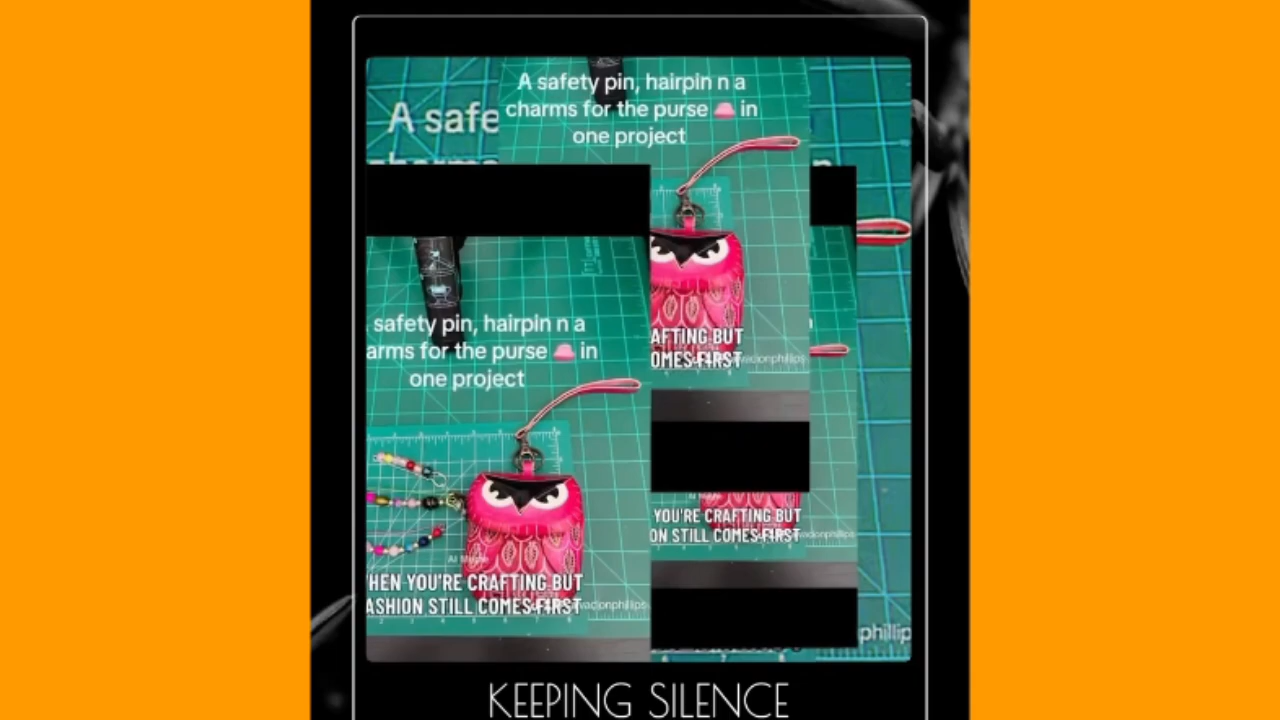 A safe
A safety pin, hairpin n a
charms for the purse 👛 in
one project
safety pin, hairpin n a
arms for the purse 👛 in
one project
AFTING BUT
OMES FIRST
YOU'RE CRAFTING BUT
ON STILL COMES FIRST
HEN YOU'RE CRAFTING BUT
ASHION STILL COMES FIRST
phillip
KEEPING SILENCE